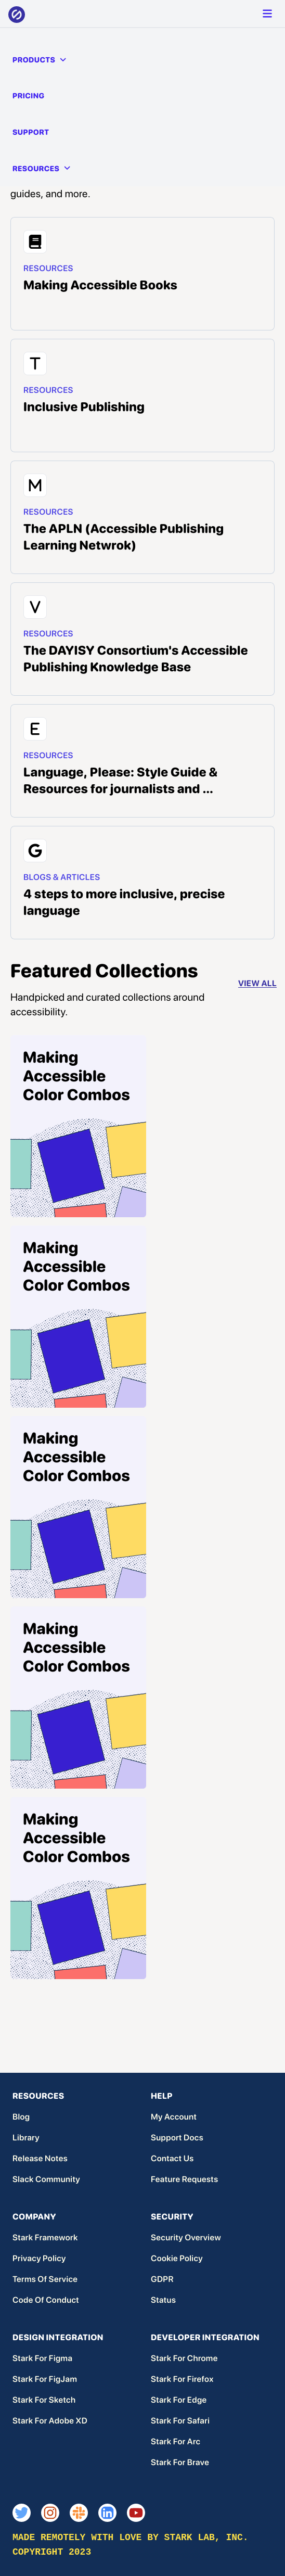 PRODUCTS
PRICING
SUPPORT
RESOURCES
guides, and more.
RESOURCES
Making Accessible Books
T
RESOURCES
Inclusive Publishing
M
RESOURCES
The APLN (Accessible Publishing
Learning Netwrok)
V
RESOURCES
The DAYISY Consortium's Accessible
Publishing Knowledge Base
E
RESOURCES
Language, Please: Style Guide &
Resources for journalists and ...
G
BLOGS & ARTICLES
4 steps to more inclusive, precise
language
Featured Collections
VIEW ALL
Handpicked and curated collections around
accessibility.
Making
Accessible
Color Combos
Making
Accessible
Color Combos
Making
Accessible
Color Combos
Making
Accessible
Color Combos
Making
Accessible
Color Combos
RESOURCES
Blog
Library
Release Notes
Slack Community
HELP
My Account
Support Docs
Contact Us
Feature Requests
COMPANY
Stark Framework
Privacy Policy
Terms Of Service
Code Of Conduct
SECURITY
Security Overview
Cookie Policy
GDPR
Status
DESIGN INTEGRATION
Stark For Figma
Stark For FigJam
Stark For Sketch
Stark For Adobe XD
DEVELOPER INTEGRATION
Stark For Chrome
Stark For Firefox
Stark For Edge
Stark For Safari
Stark For Arc
Stark For Brave
MADE REMOTELY WITH LOVE BY STARK LAB, INC.
COPYRIGHT 2023